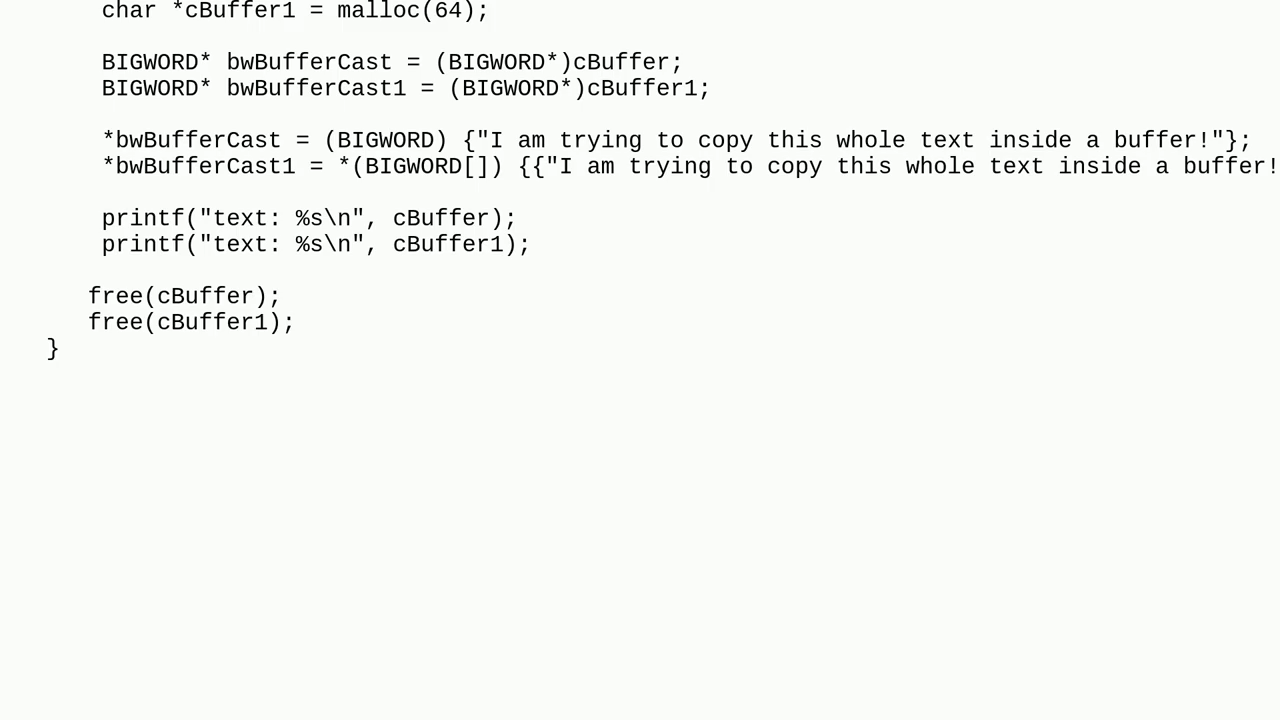 char *cBuffer1 = malloc(64);
BIGWORD* bwBufferCast = (BIGWORD*)cBuffer;
BIGWORD* bwBufferCast1 = (BIGWORD*)cBuffer1;
*bwBufferCast = (BIGWORD) {"I am trying to copy this whole text inside a buffer!"};
*bwBufferCast1 = *(BIGWORD[]) {{"I am trying to copy this whole text inside a buffer!
printf("text: %s\n", cBuffer);
printf("text: %s\n", cBuffer1);
free(cBuffer);
free(cBuffer1);
}